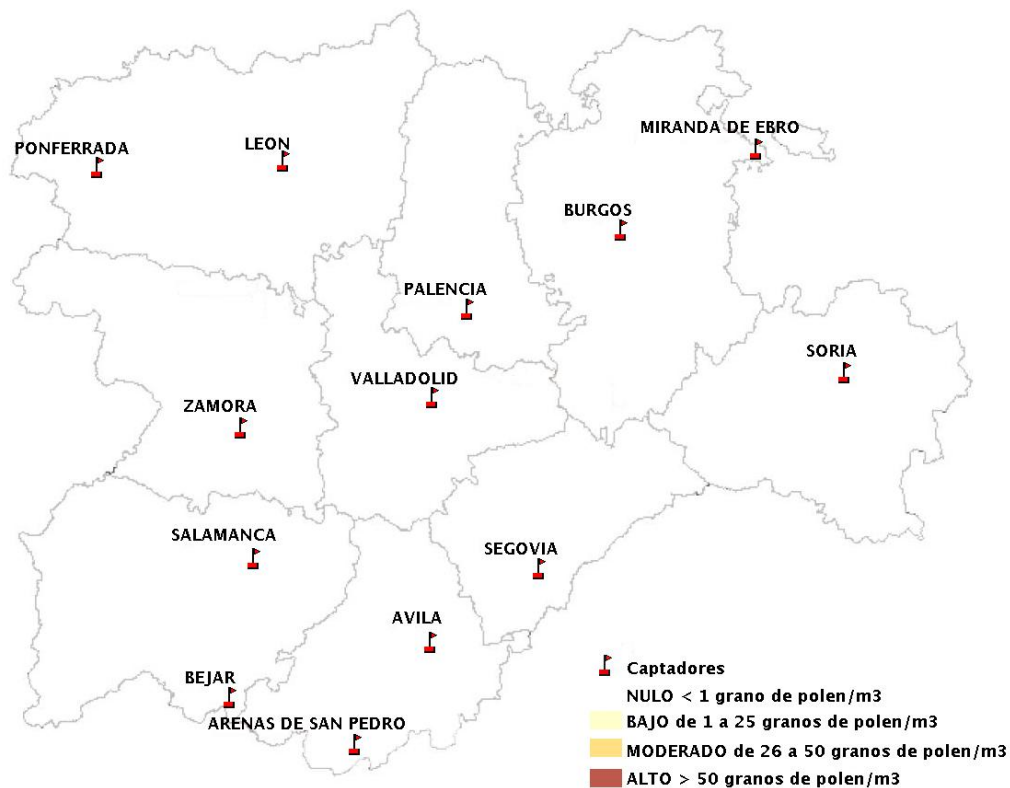 MIRANDA DE EBRO
PONFERRADA
LEON
BURGOS
PALENCIA
SORIA
VALLADOLID
ZAMORA
SALAMANCA
SEGOVIA
AVILA
BEJAR
ARENAS DE SAN PEDRO
Captadores
NULO < 1 grano de polen/m3
BAJO de 1 a 25 granos de polen/m3
MODERADO de 26 a 50 granos de polen/m3
ALTO > 50 granos de polen/m3